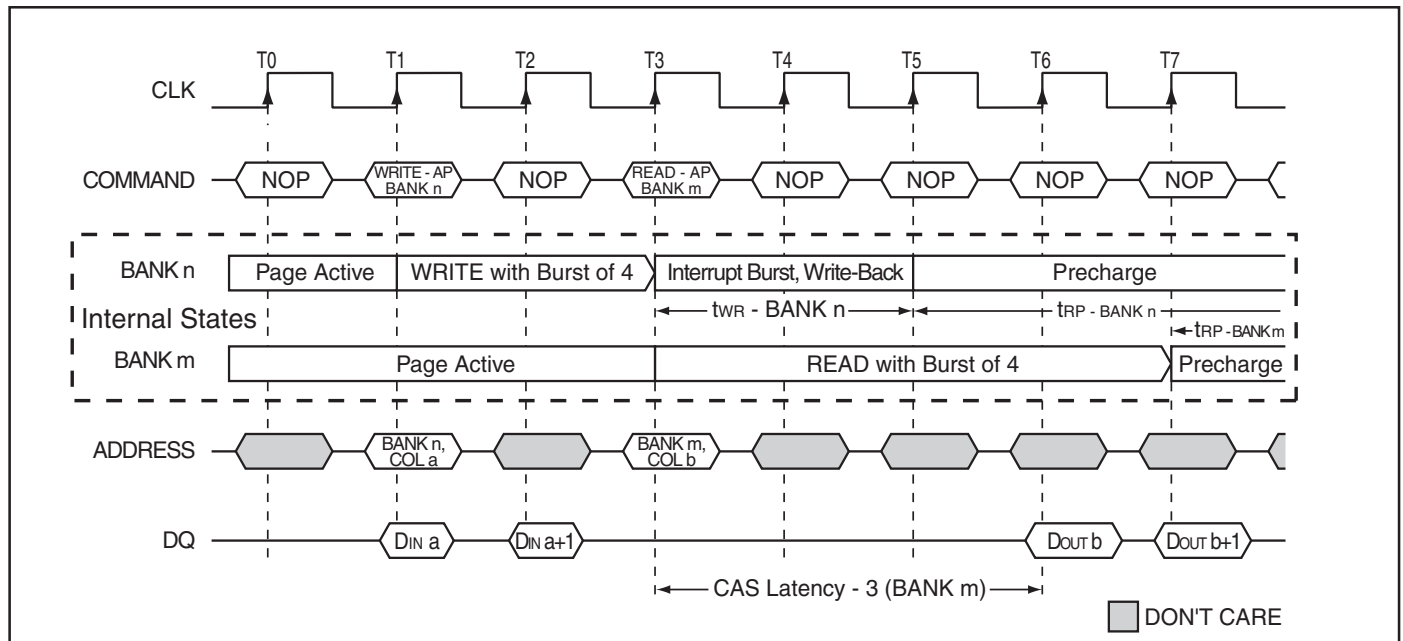 T0 T1 T2 T3 T4 T5 T6 T7
CLK
COMMAND NOP WRITE - AP BANK n NOP READ - AP BANK m NOP NOP NOP NOP
BANK n Page Active WRITE with Burst of 4 Interrupt Burst, Write-Back Precharge
tWR - BANK n tRP - BANK n
Internal States
tRP - BANK m
BANK m Page Active READ with Burst of 4 Precharge
ADDRESS BANK n, COL a BANK m, COL b
DQ DIN a DIN a+1 DOUT b DOUT b+1
CAS Latency - 3 (BANK m)
DON'T CARE